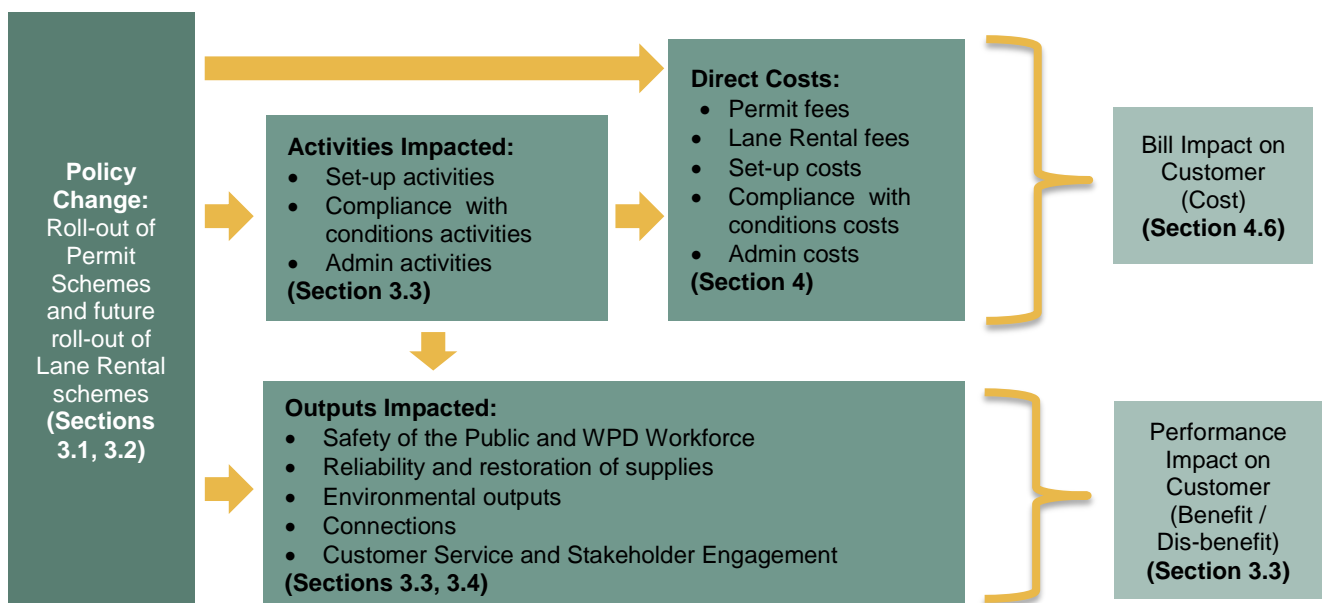 Policy
Change:
Roll-out of
Permit
Schemes
and future
roll-out of
Lane Rental
schemes
(Sections
3.1, 3.2)
Activities Impacted:
• Set-up activities
• Compliance with
conditions activities
• Admin activities
(Section 3.3)
Direct Costs:
• Permit fees
• Lane Rental fees
• Set-up costs
• Compliance with
conditions costs
• Admin costs
(Section 4)
Bill Impact on
Customer
(Cost)
(Section 4.6)
Outputs Impacted:
• Safety of the Public and WPD Workforce
• Reliability and restoration of supplies
• Environmental outputs
• Connections
• Customer Service and Stakeholder Engagement
(Sections 3.3, 3.4)
Performance
Impact on
Customer
(Benefit /
Dis-benefit)
(Section 3.3)